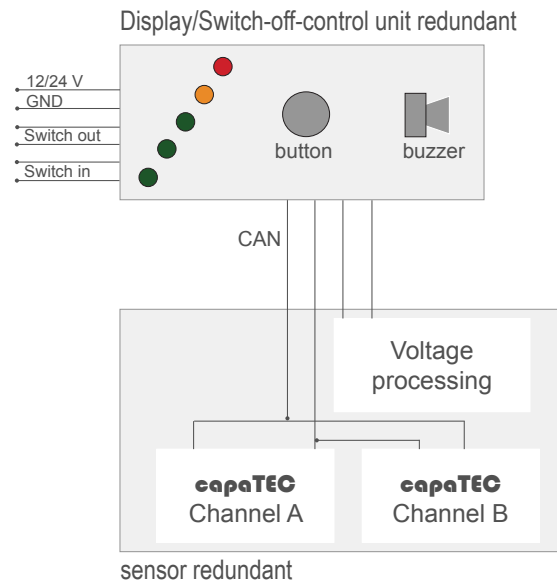 Display/Switch-off-control unit redundant
12/24 V
GND
Switch out
Switch in
button
buzzer
CAN
Voltage
processing
capaTEC
Channel A
capaTEC
Channel B
sensor redundant